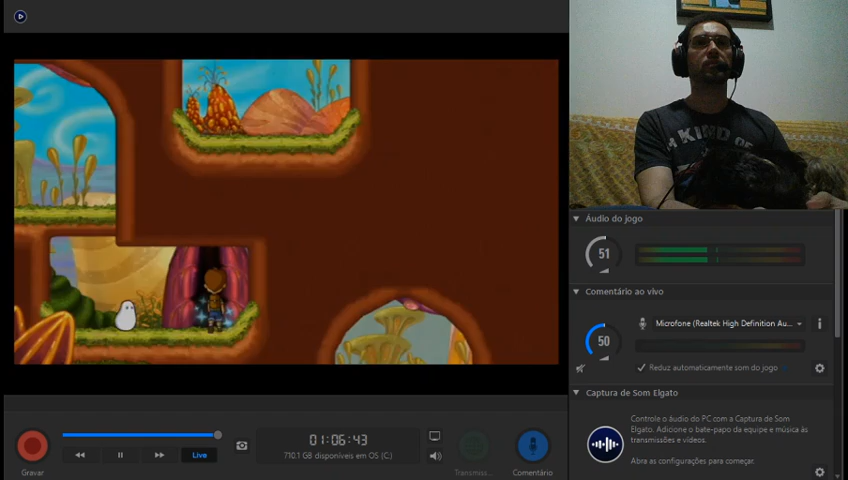 M KIND OF
Áudio do jogo
51
Comentário ao vivo
Microfone (Realtek High Definition Au...
50
Reduz automaticamente som do jogo
Captura de Som Elgato
Controle o áudio do PC com a Captura de Som
Elgato. Adicione o bate-papo da equipe e música às
transmissões e vídeos.
Abra as configurações para começar.
01:06:43
710.1 GB disponíveis em OS (C:)
Live
Gravar
Transmiss...
Comentário